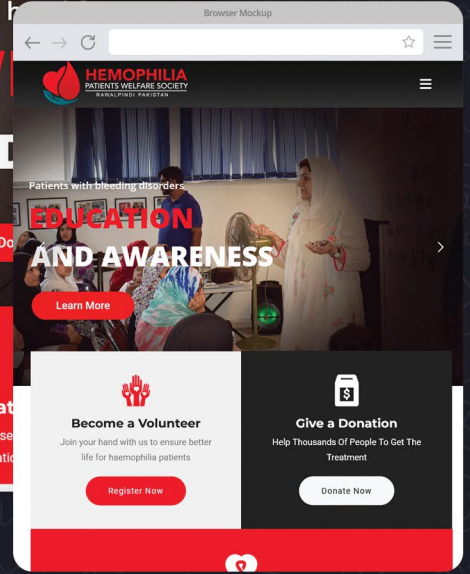 Browser Mockup
HEMOPHILIA
PATIENTS WELFARE SOCIETY
RAWALPINDI PAKISTAN
Patients with bleeding disorders
EDUCATION
AND AWARENESS
Learn More
Become a Volunteer
Join your hand with us to ensure better
life for haemophilia patients
Register Now
Give a Donation
Help Thousands Of People To Get The
Treatment
Donate Now